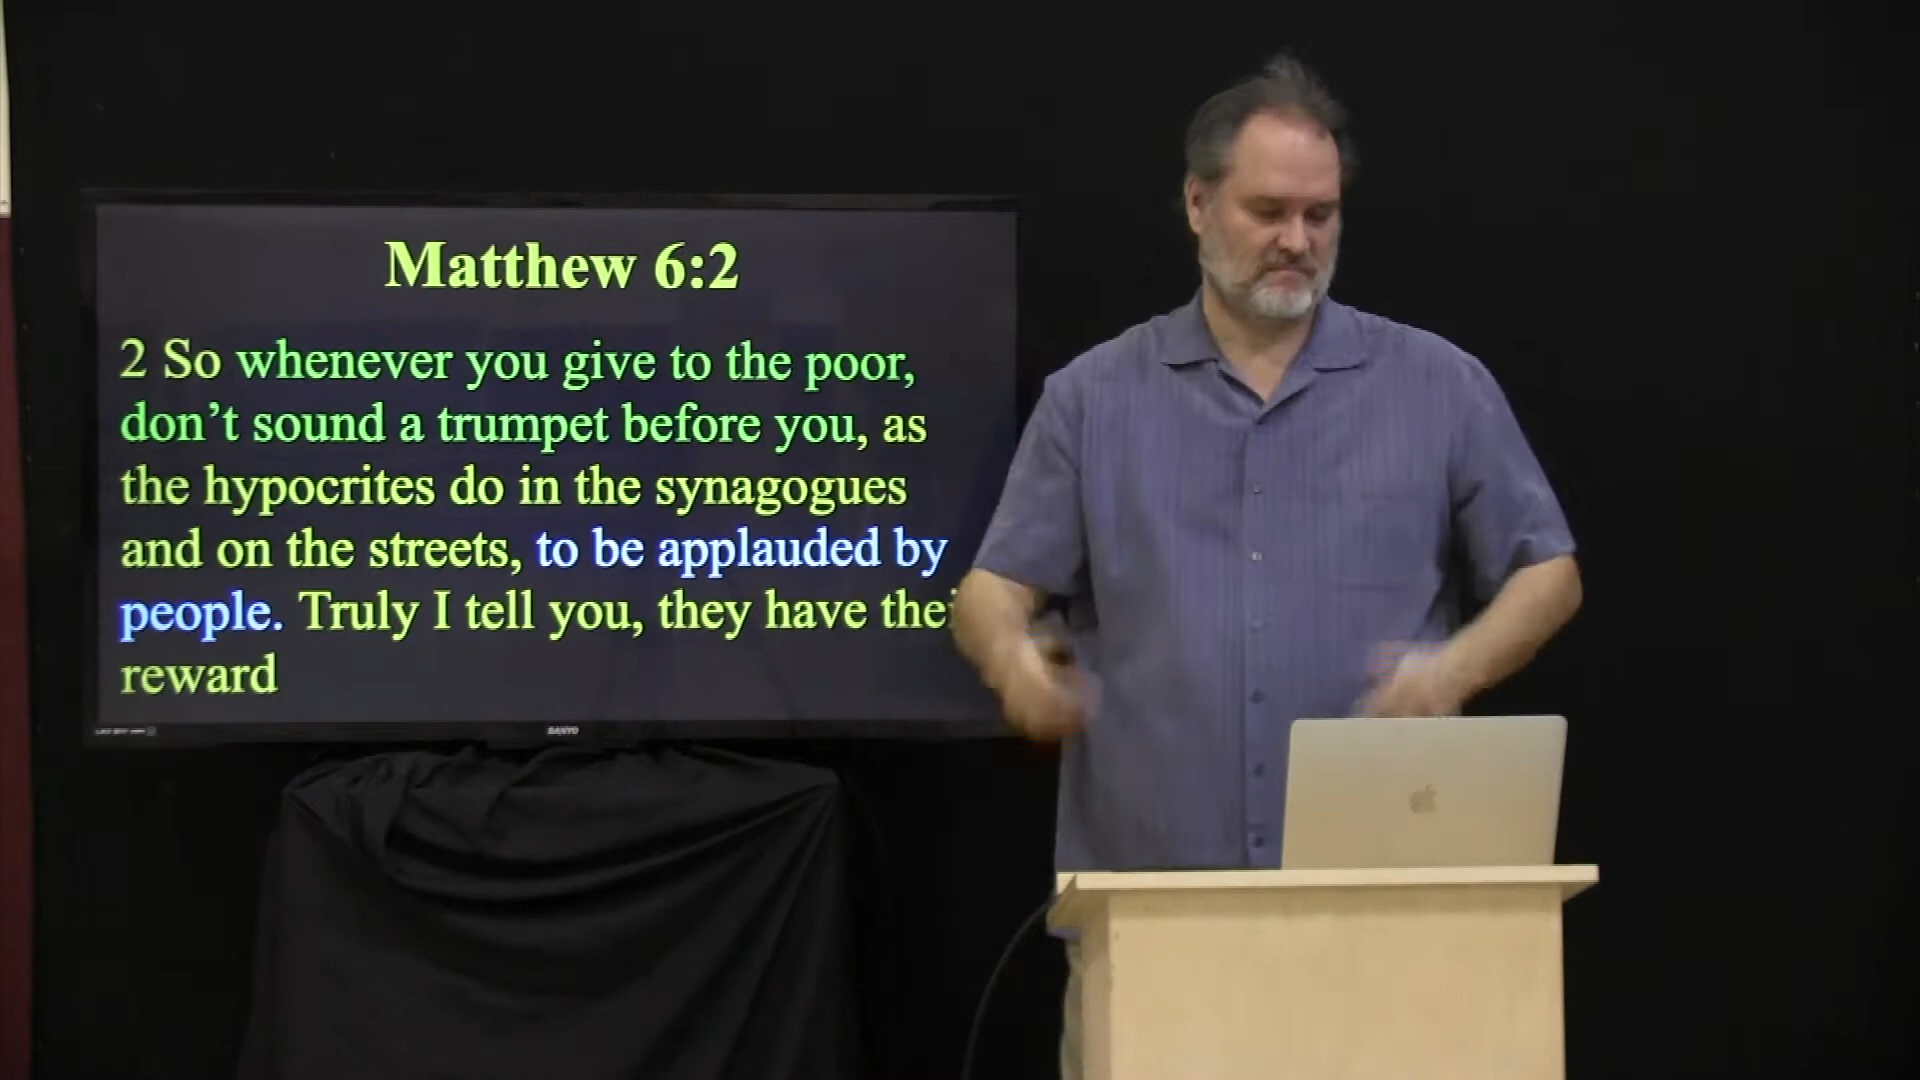 Matthew 6:2
2 So whenever you give to the poor,
don’t sound a trumpet before you, as
the hypocrites do in the synagogues
and on the streets, to be applauded by
people. Truly I tell you, they have thei
reward
SANYO